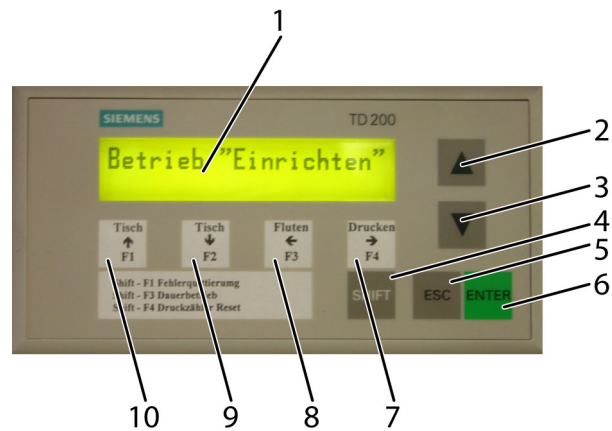 1
SIEMENS
TD 200
2
Betrieb "Einrichten"
3
Tisch
F1
Tisch
F2
Fluten
F3
Drucken
F4
4
5
Shift - F1 Fehlerquittierumg
Shift - F3 Dauerbetrieb
Shift - F4 Druckzähler Reset
SHIFT
ESC
ENTER
6
10
9
8
7